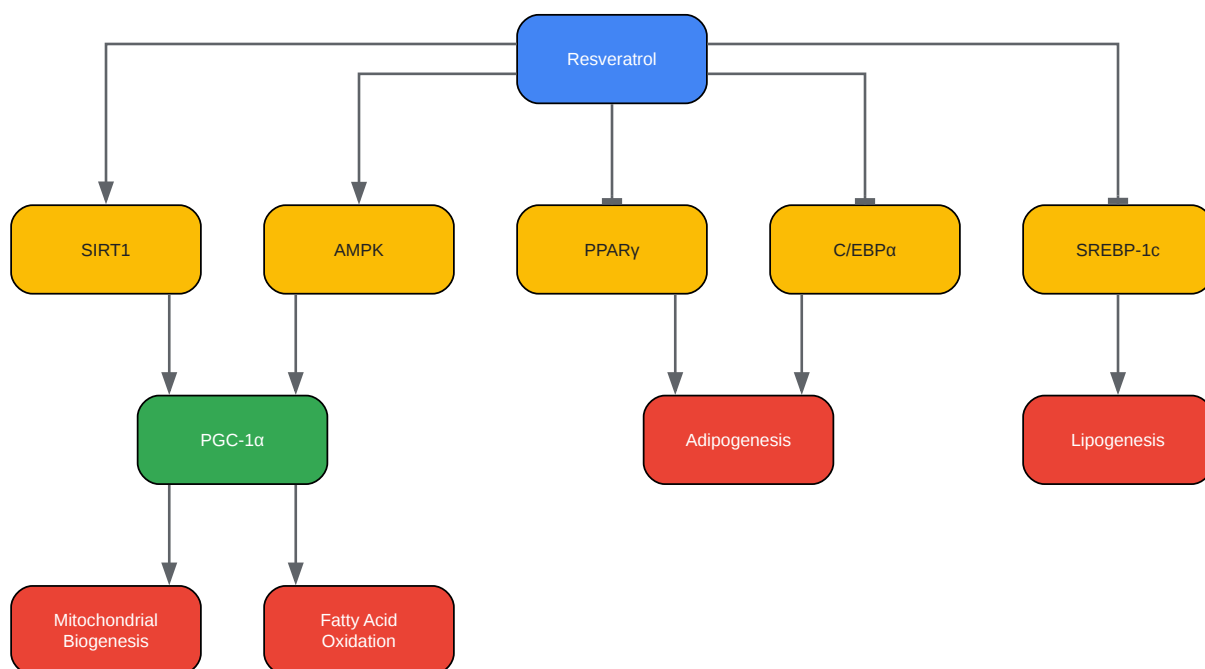 Resveratrol
SIRT1
AMPK
PPARγ
C/EBPα
SREBP-1c
PGC-1α
Adipogenesis
Lipogenesis
Mitochondrial
Biogenesis
Fatty Acid
Oxidation